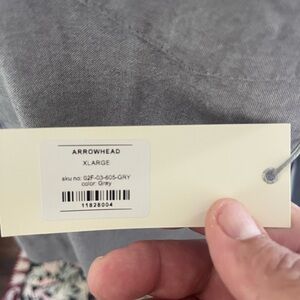 ARROWHEAD
XLARGE
sku no: 02F-03-605-GRY
color: Grey
11828004